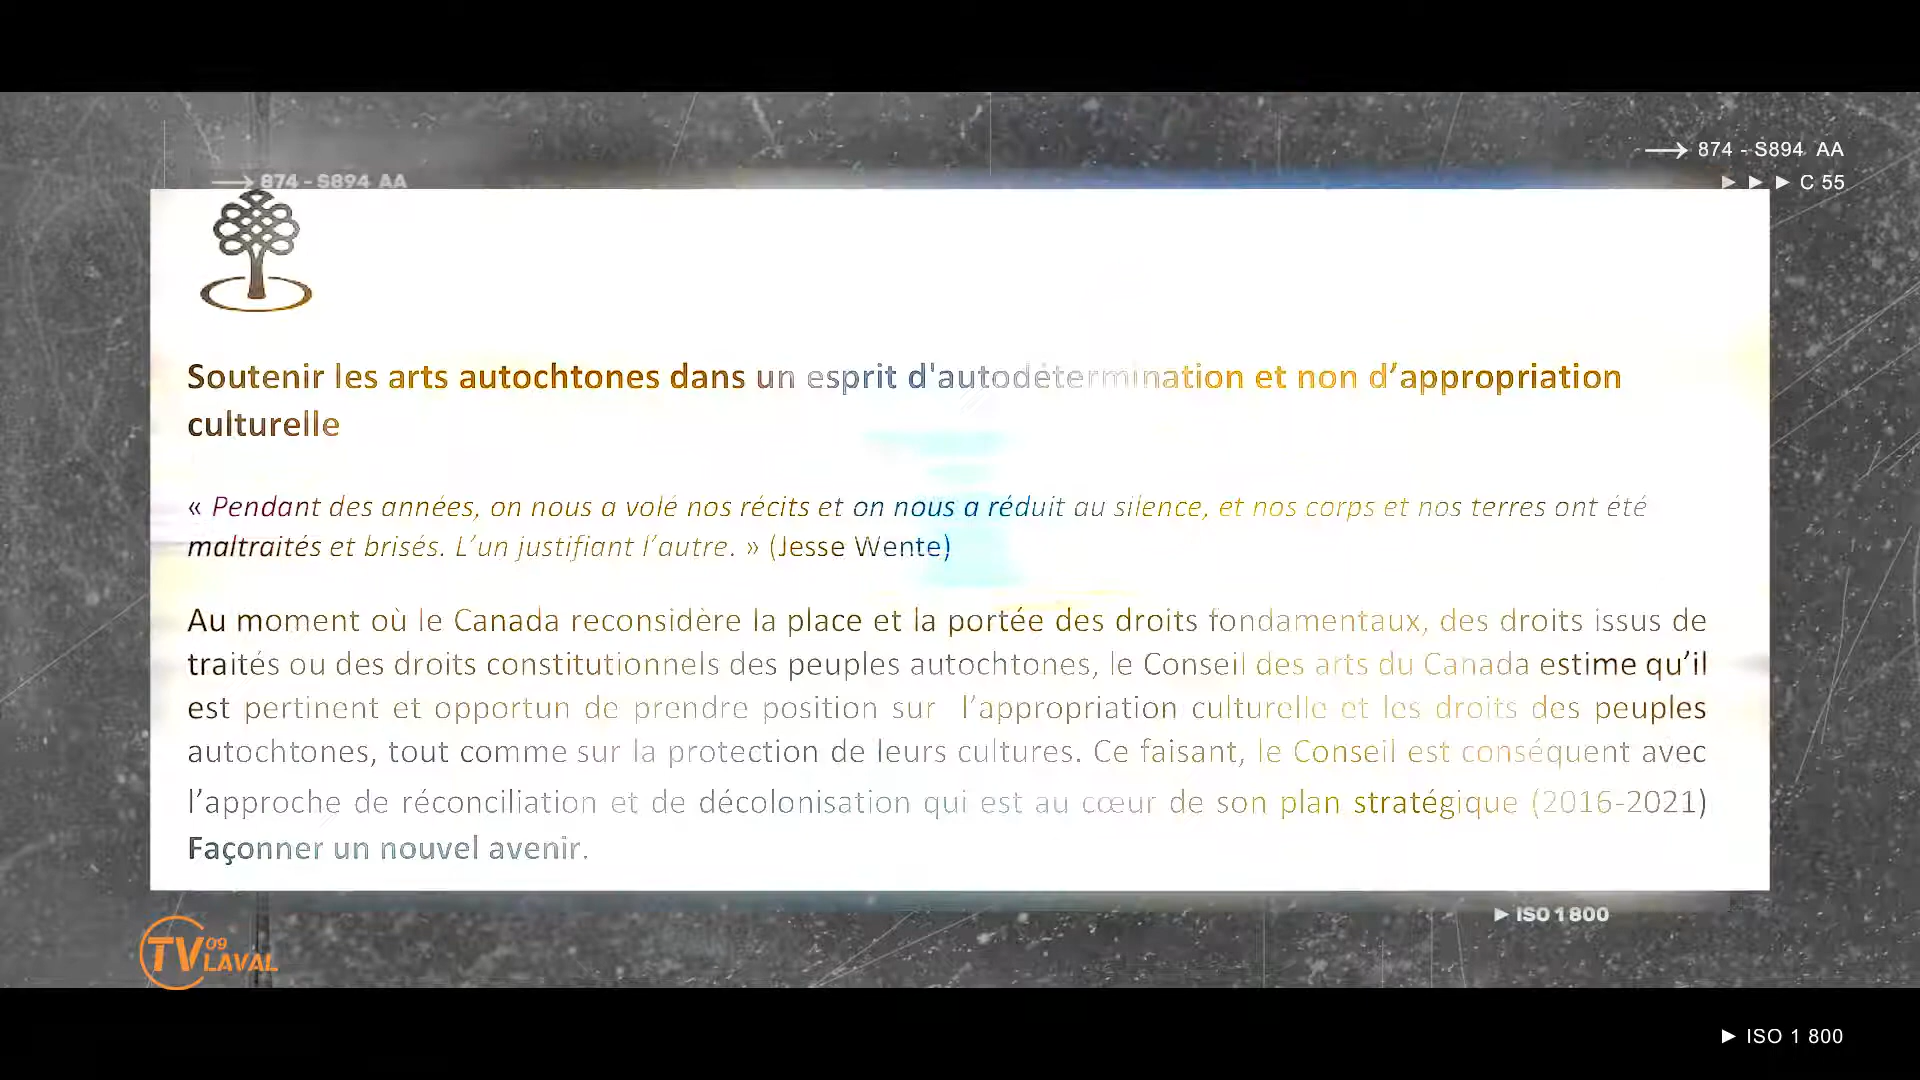 874 - S894 AA
C 55
874 - S894 AA
Soutenir les arts autochtones dans un esprit d'autodétermination et non d’appropriation
culturelle
« Pendant des années, on nous a volé nos récits et on nous a réduit au silence, et nos corps et nos terres ont été
maltraités et brisés. L’un justifiant l’autre. » (Jesse Wente)
Au moment où le Canada reconsidère la place et la portée des droits fondamentaux, des droits issus de
traités ou des droits constitutionnels des peuples autochtones, le Conseil des arts du Canada estime qu’il
est pertinent et opportun de prendre position sur l’appropriation culturelle et les droits des peuples
autochtones, tout comme sur la protection de leurs cultures. Ce faisant, le Conseil est conséquent avec
l’approche de réconciliation et de décolonisation qui est au cœur de son plan stratégique (2016-2021)
Façonner un nouvel avenir.
ISO 1 800
TV 09 LAVAL
ISO 1 800